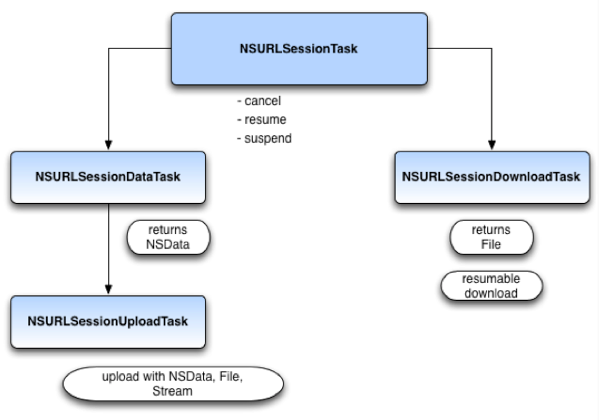 NSURLSessionTask
- cancel
- resume
- suspend
NSURLSessionDataTask
NSURLSessionDownloadTask
returns
NSData
returns
File
resumable
download
NSURLSessionUploadTask
upload with NSData, File,
Stream